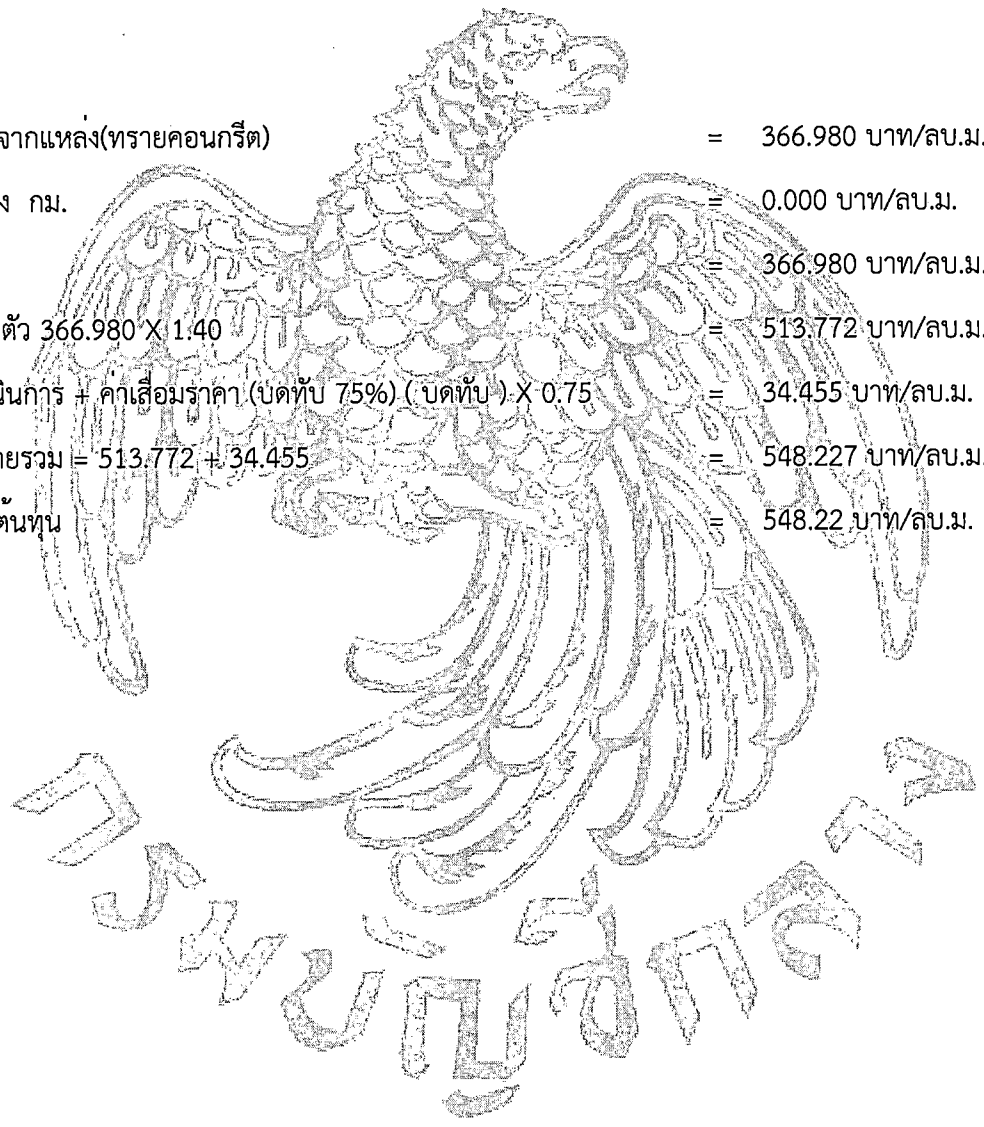 จากแหล่ง(ทรายคอนกรีต) = 366.980 บาท/ลบ.ม.
ง กม. = 0.000 บาท/ลบ.ม.
= 366.980 บาท/ลบ.ม.
ตัว 366.980 X 1.40 = 513.772 บาท/ลบ.ม.
นินการ + ค่าเสื่อมราคา (บดทับ 75%) ( บดทับ ) X 0.75 = 34.455 บาท/ลบ.ม.
ายรวม = 513.772 + 34.455 = 548.227 บาท/ลบ.ม.
ต้นทุน = 548.22 บาท/ลบ.ม.
กรมบัญชีกลาง